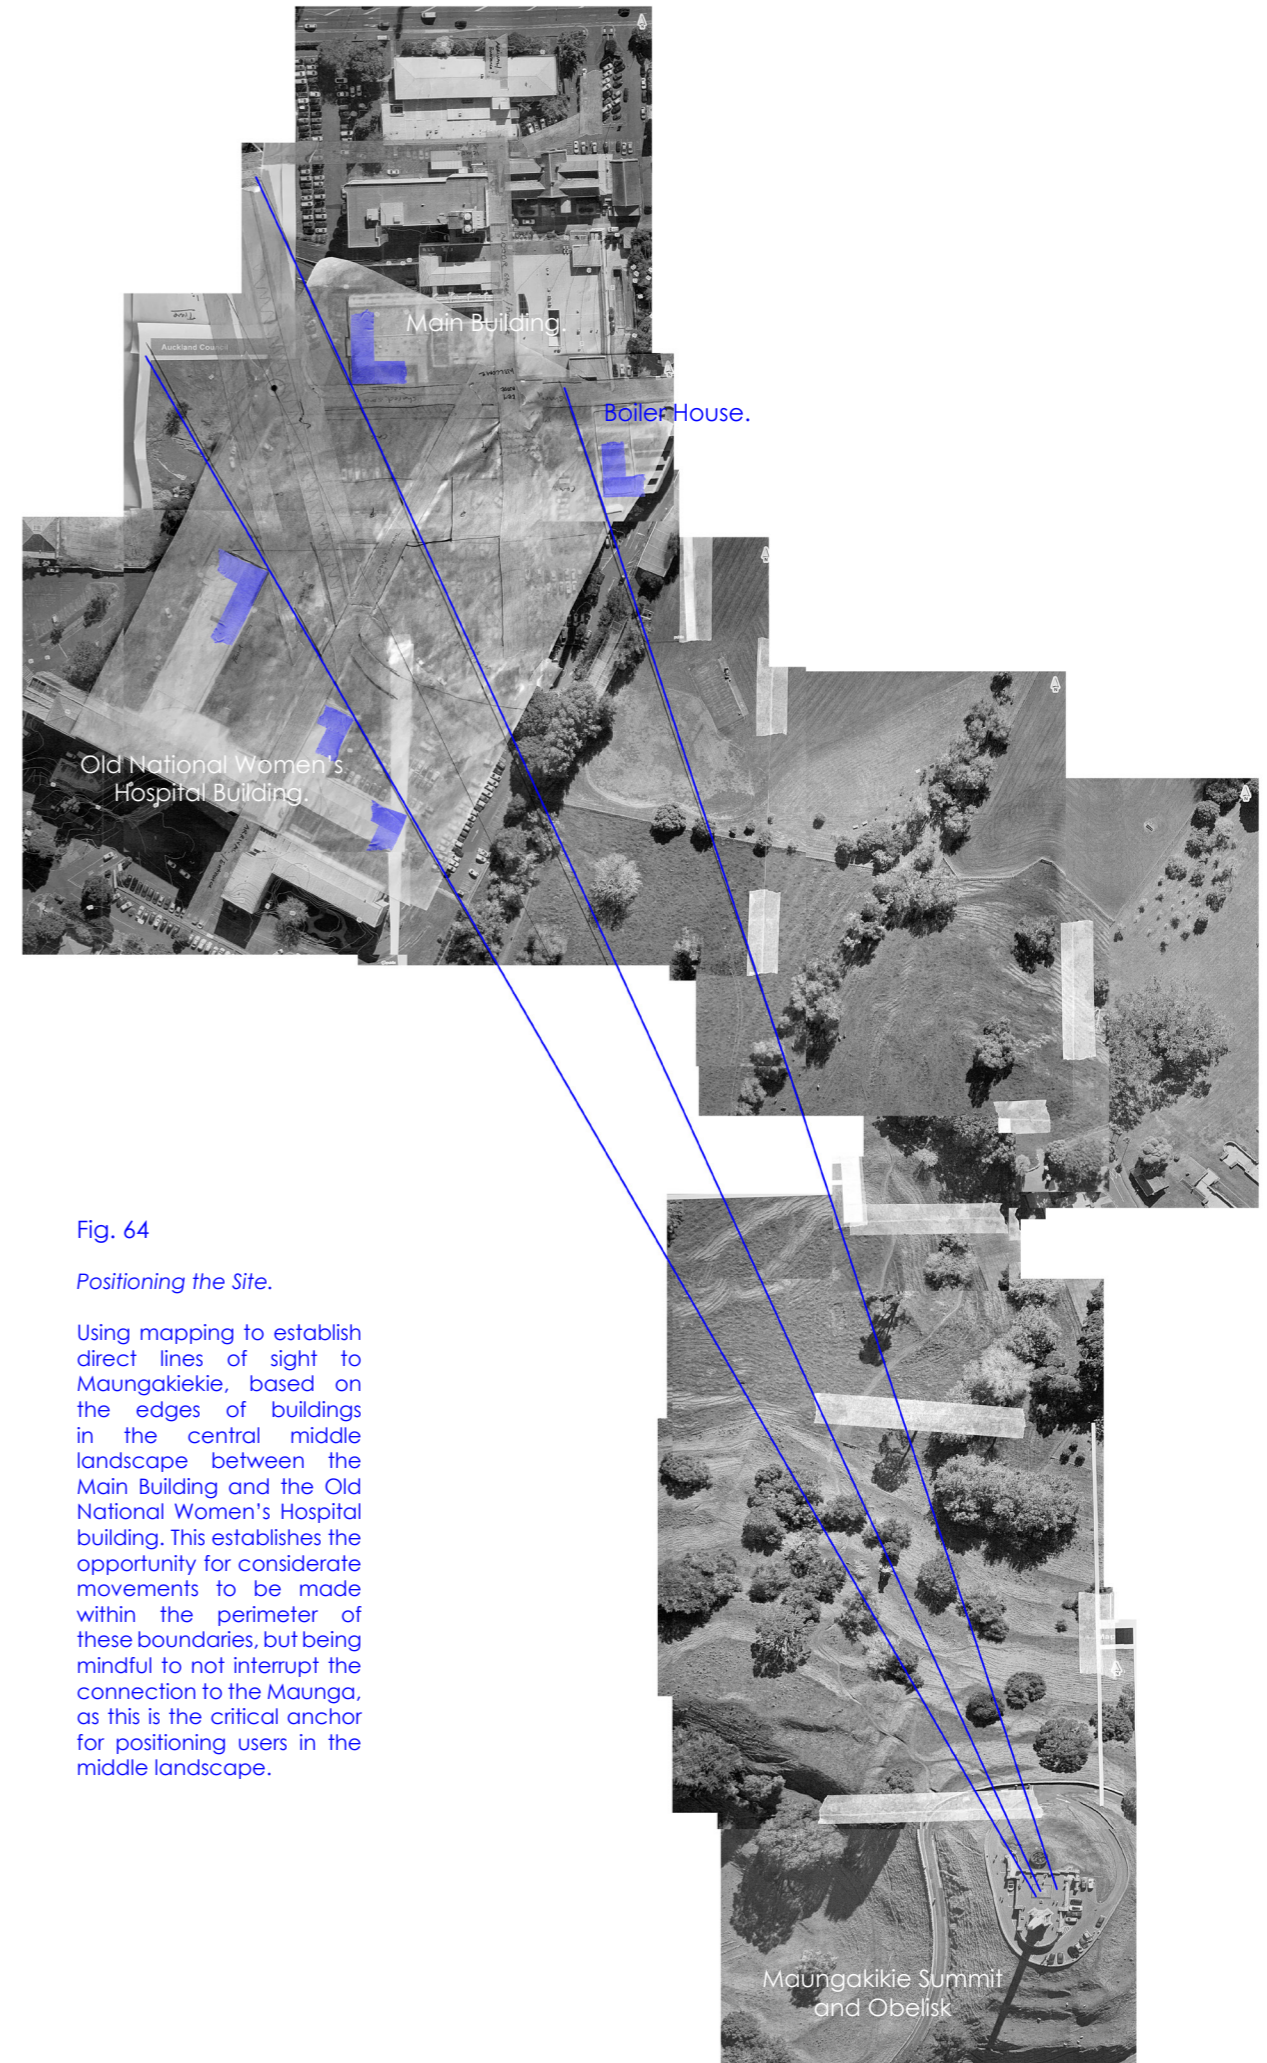 Main Building.
Auckland Council
Boiler House.
Old National Women's
Hospital Building.
Fig. 64
Positioning the Site.
Using mapping to establish
direct lines of sight to
Maungakiekie, based on
the edges of buildings
in the central middle
landscape between the
Main Building and the Old
National Women's Hospital
building. This establishes the
opportunity for considerate
movements to be made
within the perimeter of
these boundaries, but being
mindful to not interrupt the
connection to the Maunga,
as this is the critical anchor
for positioning users in the
middle landscape.
Maungakikie Summit
and Obelisk